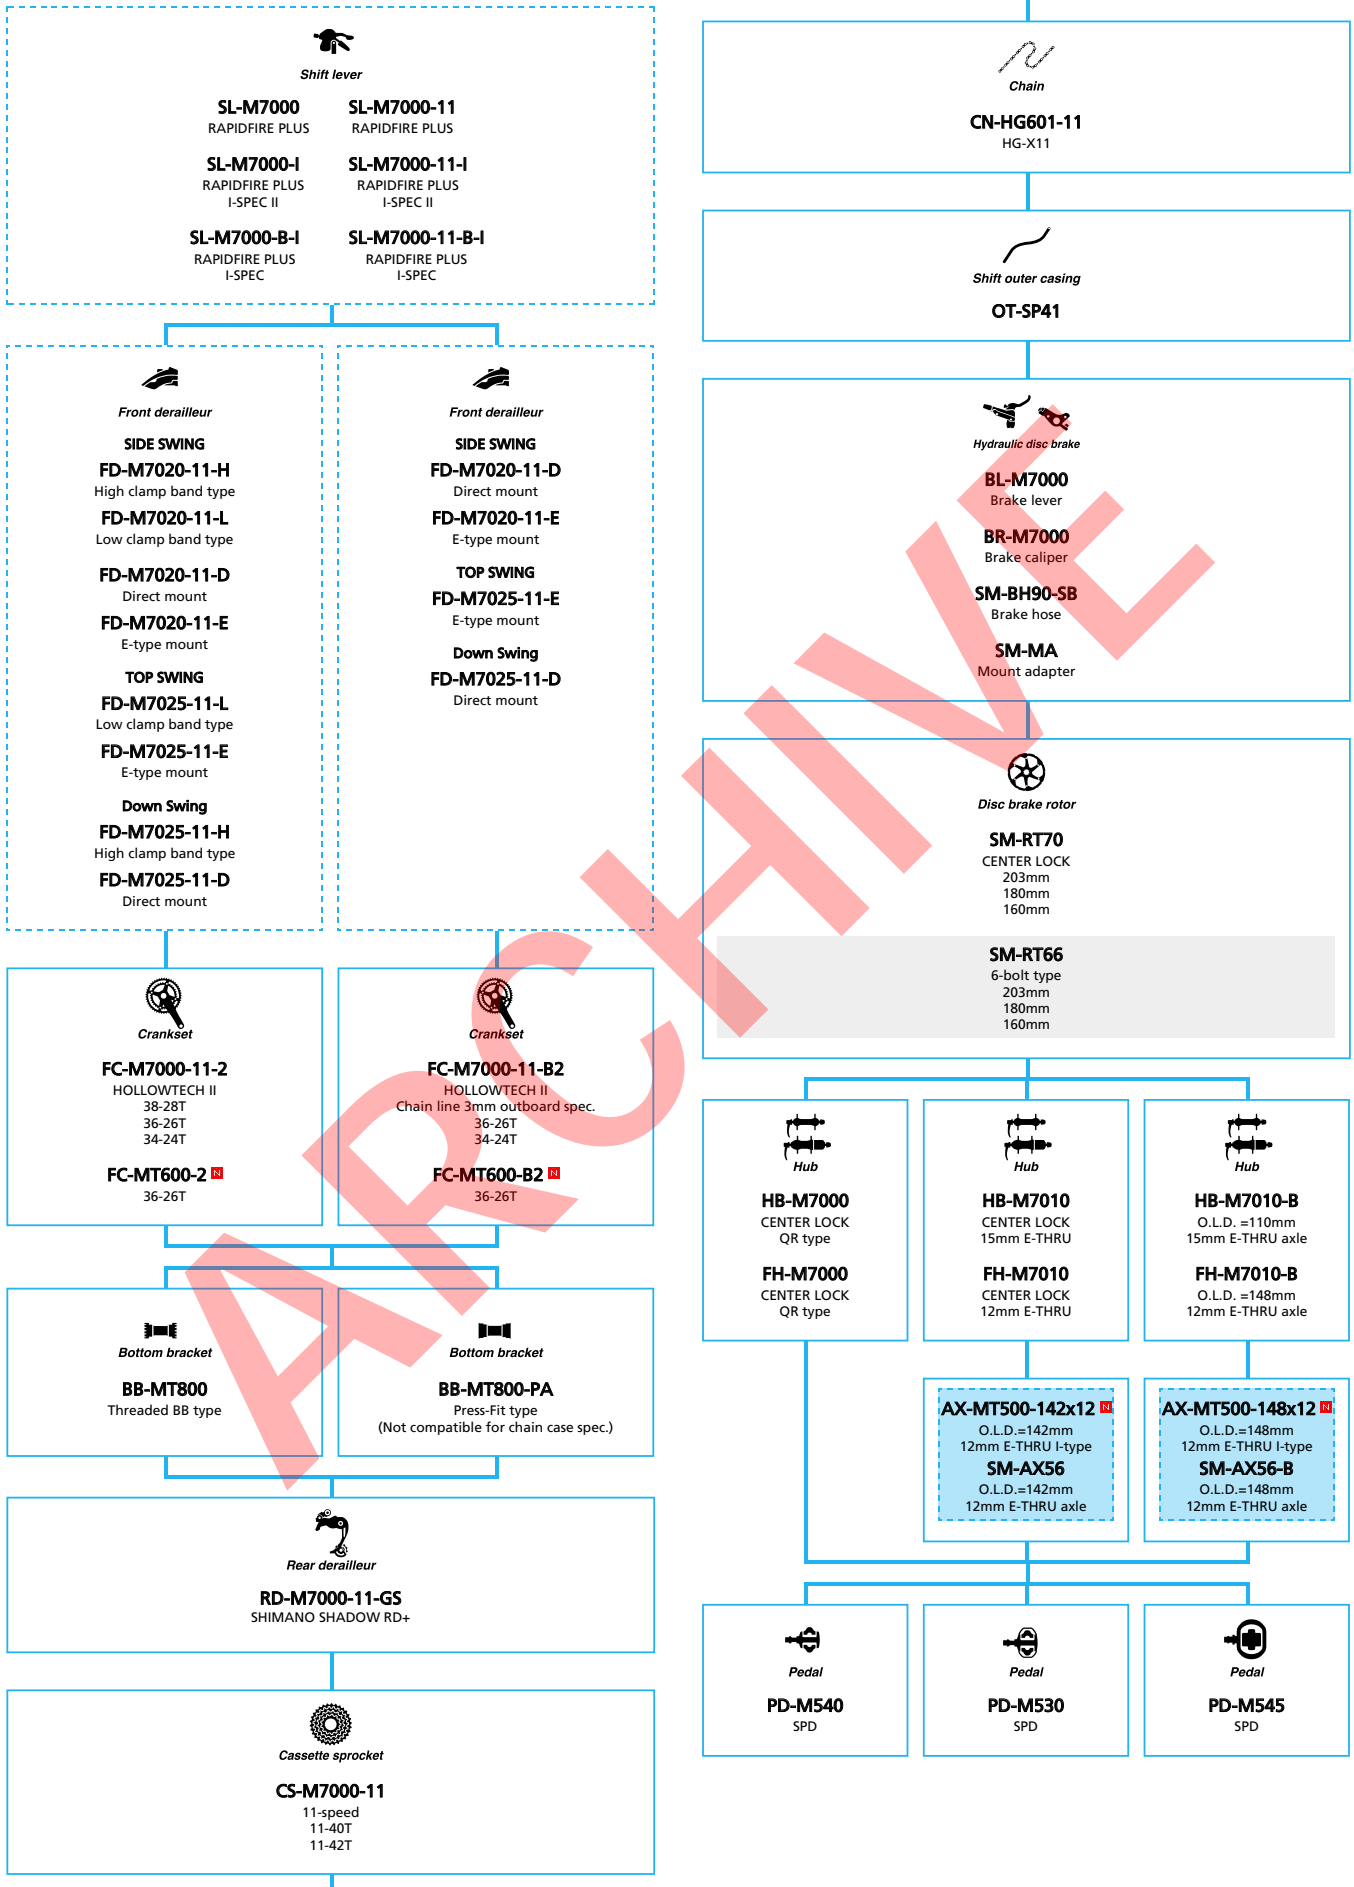 Shift lever
SL-M7000 SL-M7000-11
RAPIDFIRE PLUS RAPIDFIRE PLUS
SL-M7000-I SL-M7000-11-I
RAPIDFIRE PLUS RAPIDFIRE PLUS
I-SPEC II I-SPEC II
SL-M7000-B-I SL-M7000-11-B-I
RAPIDFIRE PLUS RAPIDFIRE PLUS
I-SPEC I-SPEC
Front derailleur
SIDE SWING
FD-M7020-11-H
High clamp band type
FD-M7020-11-L
Low clamp band type
FD-M7020-11-D
Direct mount
FD-M7020-11-E
E-type mount
TOP SWING
FD-M7025-11-L
Low clamp band type
FD-M7025-11-E
E-type mount
Down Swing
FD-M7025-11-H
High clamp band type
FD-M7025-11-D
Direct mount
Front derailleur
SIDE SWING
FD-M7020-11-D
Direct mount
FD-M7020-11-E
E-type mount
TOP SWING
FD-M7025-11-E
E-type mount
Down Swing
FD-M7025-11-D
Direct mount
Crankset
FC-M7000-11-2
HOLLOWTECH II
38-28T
36-26T
34-24T
FC-MT600-2 N
36-26T
Crankset
FC-M7000-11-B2
HOLLOWTECH II
Chain line 3mm outboard spec.
36-26T
34-24T
FC-MT600-B2 N
36-26T
Bottom bracket
BB-MT800
Threaded BB type
Bottom bracket
BB-MT800-PA
Press-Fit type
(Not compatible for chain case spec.)
Rear derailleur
RD-M7000-11-GS
SHIMANO SHADOW RD+
Cassette sprocket
CS-M7000-11
11-speed
11-40T
11-42T
Chain
CN-HG601-11
HG-X11
Shift outer casing
OT-SP41
Hydraulic disc brake
BL-M7000
Brake lever
BR-M7000
Brake caliper
SM-BH90-SB
Brake hose
SM-MA
Mount adapter
Disc brake rotor
SM-RT70
CENTER LOCK
203mm
180mm
160mm
SM-RT66
6-bolt type
203mm
180mm
160mm
Hub
HB-M7000
CENTER LOCK
QR type
FH-M7000
CENTER LOCK
QR type
Hub
HB-M7010
CENTER LOCK
15mm E-THRU
FH-M7010
CENTER LOCK
12mm E-THRU
Hub
HB-M7010-B
O.L.D. =110mm
15mm E-THRU axle
FH-M7010-B
O.L.D. =148mm
12mm E-THRU axle
AX-MT500-142x12 N
O.L.D.=142mm
12mm E-THRU I-type
SM-AX56
O.L.D.=142mm
12mm E-THRU axle
AX-MT500-148x12 N
O.L.D.=148mm
12mm E-THRU I-type
SM-AX56-B
O.L.D.=148mm
12mm E-THRU axle
Pedal
PD-M540
SPD
Pedal
PD-M530
SPD
Pedal
PD-M545
SPD
ARCHIVE